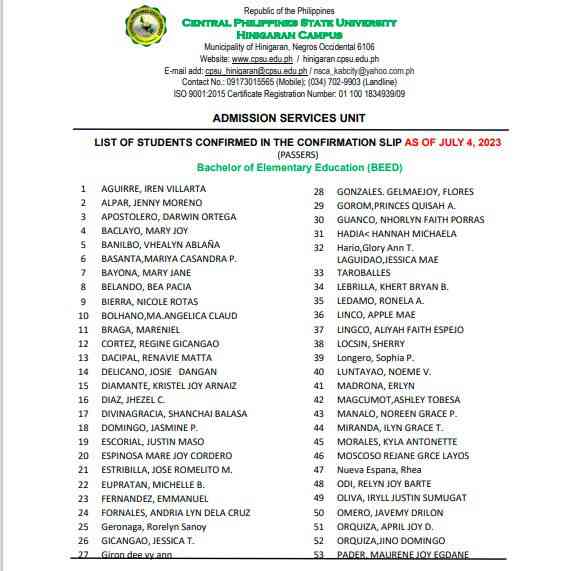 Republic of the Philippines
CENTRAL PHILIPPINES STATE UNIVERSITY
HINIGARAN CAMPUS
Municipality of Hinigaran, Negros Occidental 6106
Website: www.cpsu.edu.ph / hinigaran.cpsu.edu.ph
E-mail add: cpsu_hinigaran@cpsu.edu.ph / nsca_kabcity@yahoo.com.ph
Contact No.: 09173015565 (Mobile); (034) 702-9903 (Landline)
ISO 9001:2015 Certificate Registration Number: 01 100 1834939/09
ADMISSION SERVICES UNIT
LIST OF STUDENTS CONFIRMED IN THE CONFIRMATION SLIP AS OF JULY 4, 2023
(PASSERS)
Bachelor of Elementary Education (BEED)
1 AGUIRRE, IREN VILLARTA
2 ALPAR, JENNY MORENO
3 APOSTOLERO, DARWIN ORTEGA
4 BACLAYO, MARY JOY
5 BANILBO, VHEALYN ABLAÑA
6 BASANTA,MARIYA CASANDRA P.
7 BAYONA, MARY JANE
8 BELANDO, BEA PACIA
9 BIERRA, NICOLE ROTAS
10 BOLHANO,MA.ANGELICA CLAUD
11 BRAGA, MARENIEL
12 CORTEZ, REGINE GICANGAO
13 DACIPAL, RENAVIE MATTA
14 DELICANO, JOSIE DANGAN
15 DIAMANTE, KRISTEL JOY ARNAIZ
16 DIAZ, JHEZEL C.
17 DIVINAGRACIA, SHANCHAI BALASA
18 DOMINGO, JASMINE P.
19 ESCORIAL, JUSTIN MASO
20 ESPINOSA MARE JOY CORDERO
21 ESTRIBILLA, JOSE ROMELITO M.
22 EUPRATAN, MICHELLE B.
23 FERNANDEZ, EMMANUEL
24 FORNALES, ANDRIA LYN DELA CRUZ
25 Geronaga, Rorelyn Sanoy
26 GICANGAO, JESSICA T.
27 Giron dee vy ann
28 GONZALES. GELMAEJOY, FLORES
29 GOROM,PRINCES QUISAH A.
30 GUANCO, NHORLYN FAITH PORRAS
31 HADIA< HANNAH MICHAELA
32 Hario,Glory Ann T.
LAGUIDAO,JESSICA MAE
33 TAROBALLES
34 LEBRILLA, KHERT BRYAN B.
35 LEDAMO, RONELA A.
36 LINCO, APPLE MAE
37 LINGCO, ALIYAH FAITH ESPEJO
38 LOCSIN, SHERRY
39 Longero, Sophia P.
40 LUNTAYAO, NOEME V.
41 MADRONA, ERLYN
42 MAGCUMOT,ASHLEY TOBESA
43 MANALO, NOREEN GRACE P.
44 MIRANDA, ILYN GRACE T.
45 MORALES, KYLA ANTONETTE
46 MOSCOSO REJANE GRCE LAYOS
47 Nueva Espana, Rhea
48 ODI, RELYN JOY BARTE
49 OLIVA, IRYLL JUSTIN SUMUGAT
50 OMERO, JAVEMY DRILON
51 ORQUIZA, APRIL JOY D.
52 ORQUIZA,JINO DOMINGO
53 PADER, MAURENE JOY EGDANE